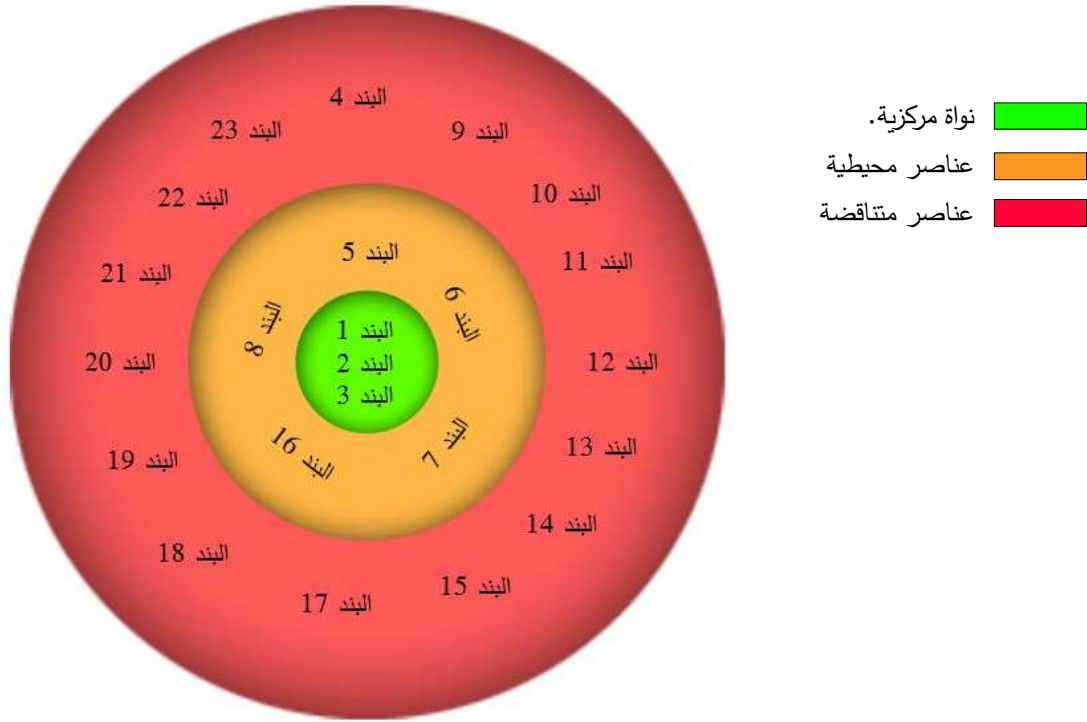 نواة مركزية.
عناصر محيطية
عناصر متناقضة
البند 4
البند 9
البند 23
البند 10
البند 22
البند 11
البند 21
البند 12
البند 20
البند 13
البند 19
البند 14
البند 18
البند 15
البند 17
البند 5
البند 6
البند 8
البند 7
البند 16
البند 1
البند 2
البند 3